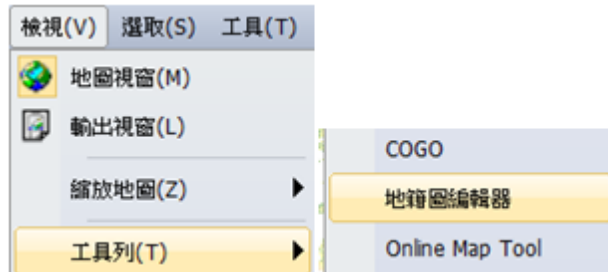 檢視(V) 選取(S) 工具(T)
地圖視窗(M)
輸出視窗(L)
縮放地圖(Z)
工具列(T)
COGO
地籍圖編輯器
Online Map Tool